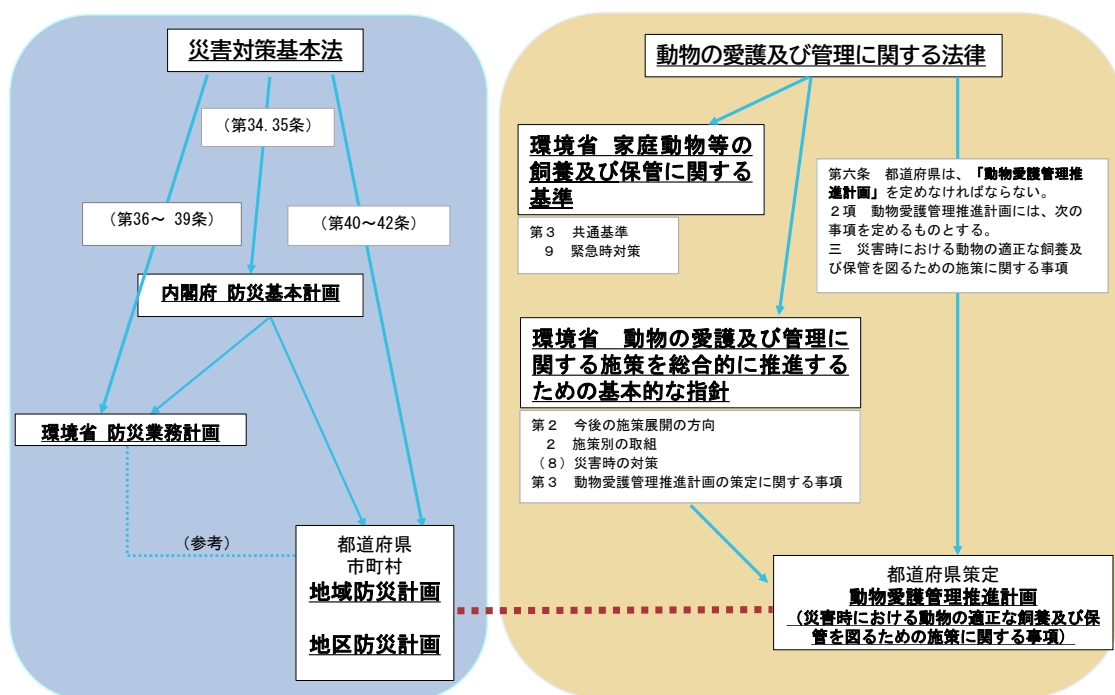 災害対策基本法
（第34.35条）
（第36～ 39条）
（第40～42条）
内閣府 防災基本計画
環境省 防災業務計画
（参考）
都道府県
市町村
地域防災計画
地区防災計画
動物の愛護及び管理に関する法律
環境省 家庭動物等の
飼養及び保管に関する
基準
第３　共通基準
９　緊急時対策
第六条　都道府県は、「動物愛護管理推
進計画」を定めなければならない。
２項　動物愛護管理推進計画には、次の
事項を定めるものとする。
三　災害時における動物の適正な飼養及
び保管を図るための施策に関する事項
環境省　動物の愛護及び管理に
関する施策を総合的に推進する
ための基本的な指針
第２　今後の施策展開の方向
２　施策別の取組
（８）災害時の対策
第３　動物愛護管理推進計画の策定に関する事項
都道府県策定
動物愛護管理推進計画
（災害時における動物の適正な飼養及び保
管を図るための施策に関する事項）